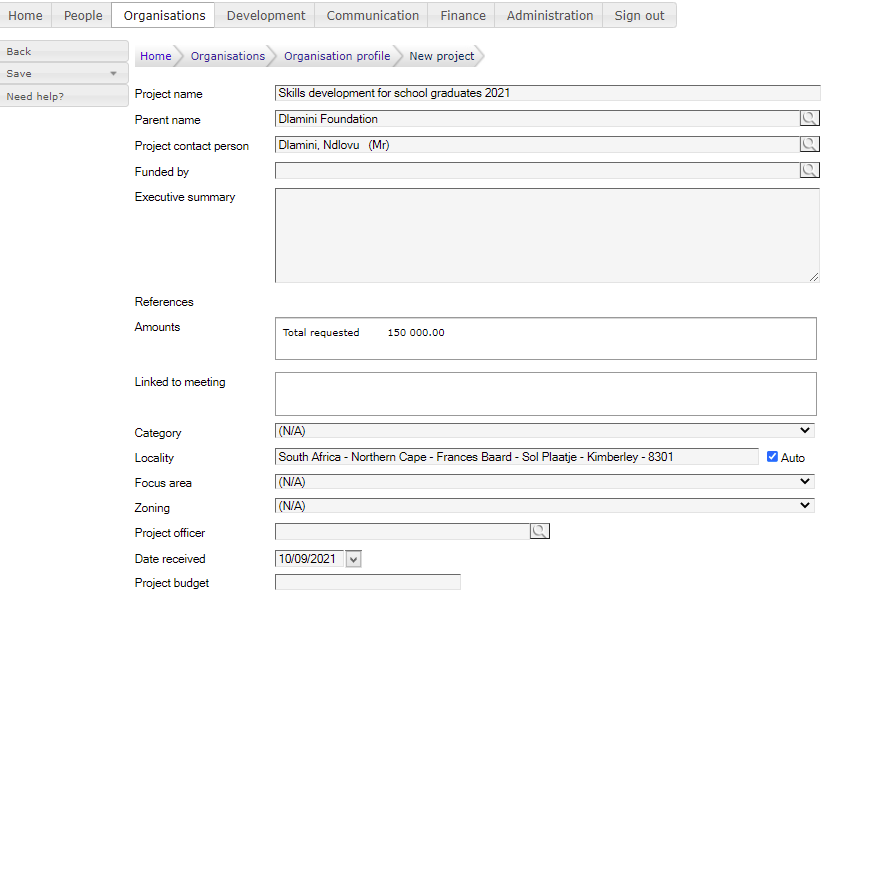 Home People Organisations Development Communication Finance Administration Sign out
Back
Save
Need help?
Home Organisations Organisation profile New project
Project name Skills development for school graduates 2021
Parent name Dlamini Foundation
Project contact person Dlamini, Ndlovu (Mr)
Funded by
Executive summary
References
Amounts Total requested 150 000.00
Linked to meeting
Category (N/A)
Locality South Africa - Northern Cape - Frances Baard - Sol Plaatje - Kimberley - 8301 Auto
Focus area (N/A)
Zoning (N/A)
Project officer
Date received 10/09/2021
Project budget